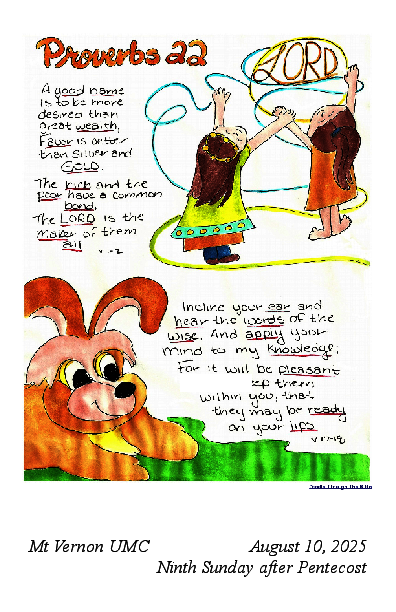 Proverbs 22
LORD
A good name
is to be more
desired than
great wealth,
Favor is better
than silver and
GOLD.
The Rich and the
poor have a common
bond,
The LORD is the
Maker of them
all
v.1-2
Incline your ear and
hear the words of the
wise, And apply your
mind to my knowledge;
For it will be pleasant
keep them
within you, that
they may be ready
on your lips
v.17-18
Mt Vernon UMC
August 10, 2025
Ninth Sunday after Pentecost